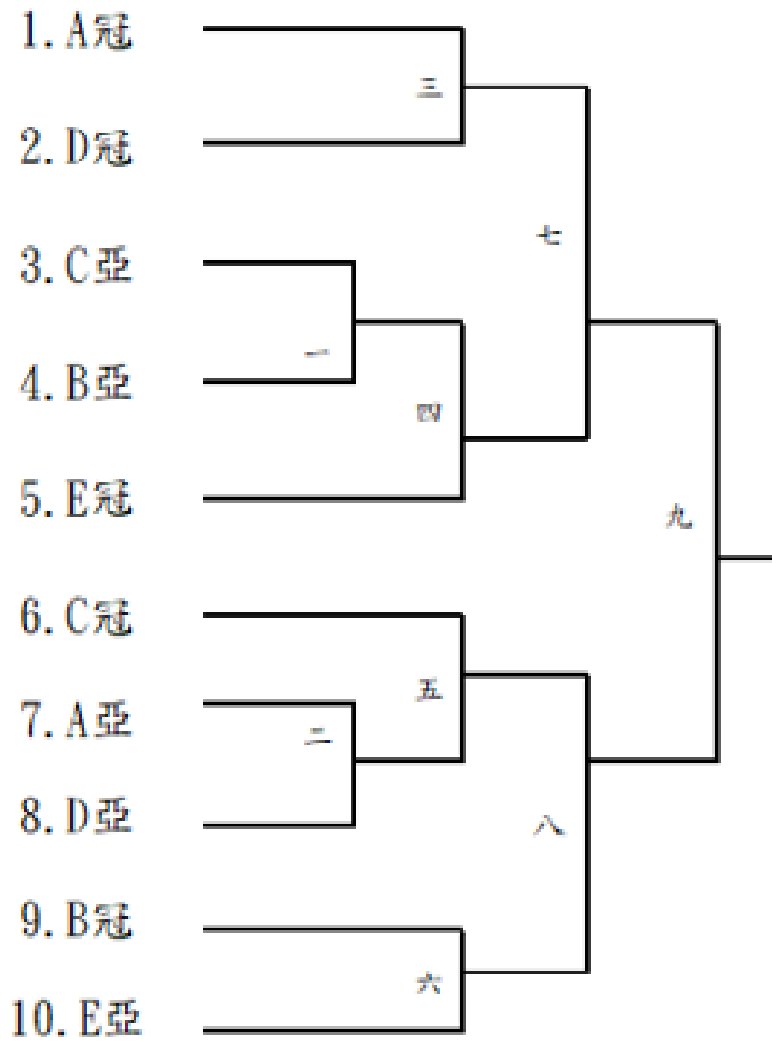 1. A冠
三
2. D冠
七
3. C亞
一
4. B亞
四
5. E冠
九
6. C冠
五
7. A亞
二
8. D亞
八
9. B冠
六
10. E亞